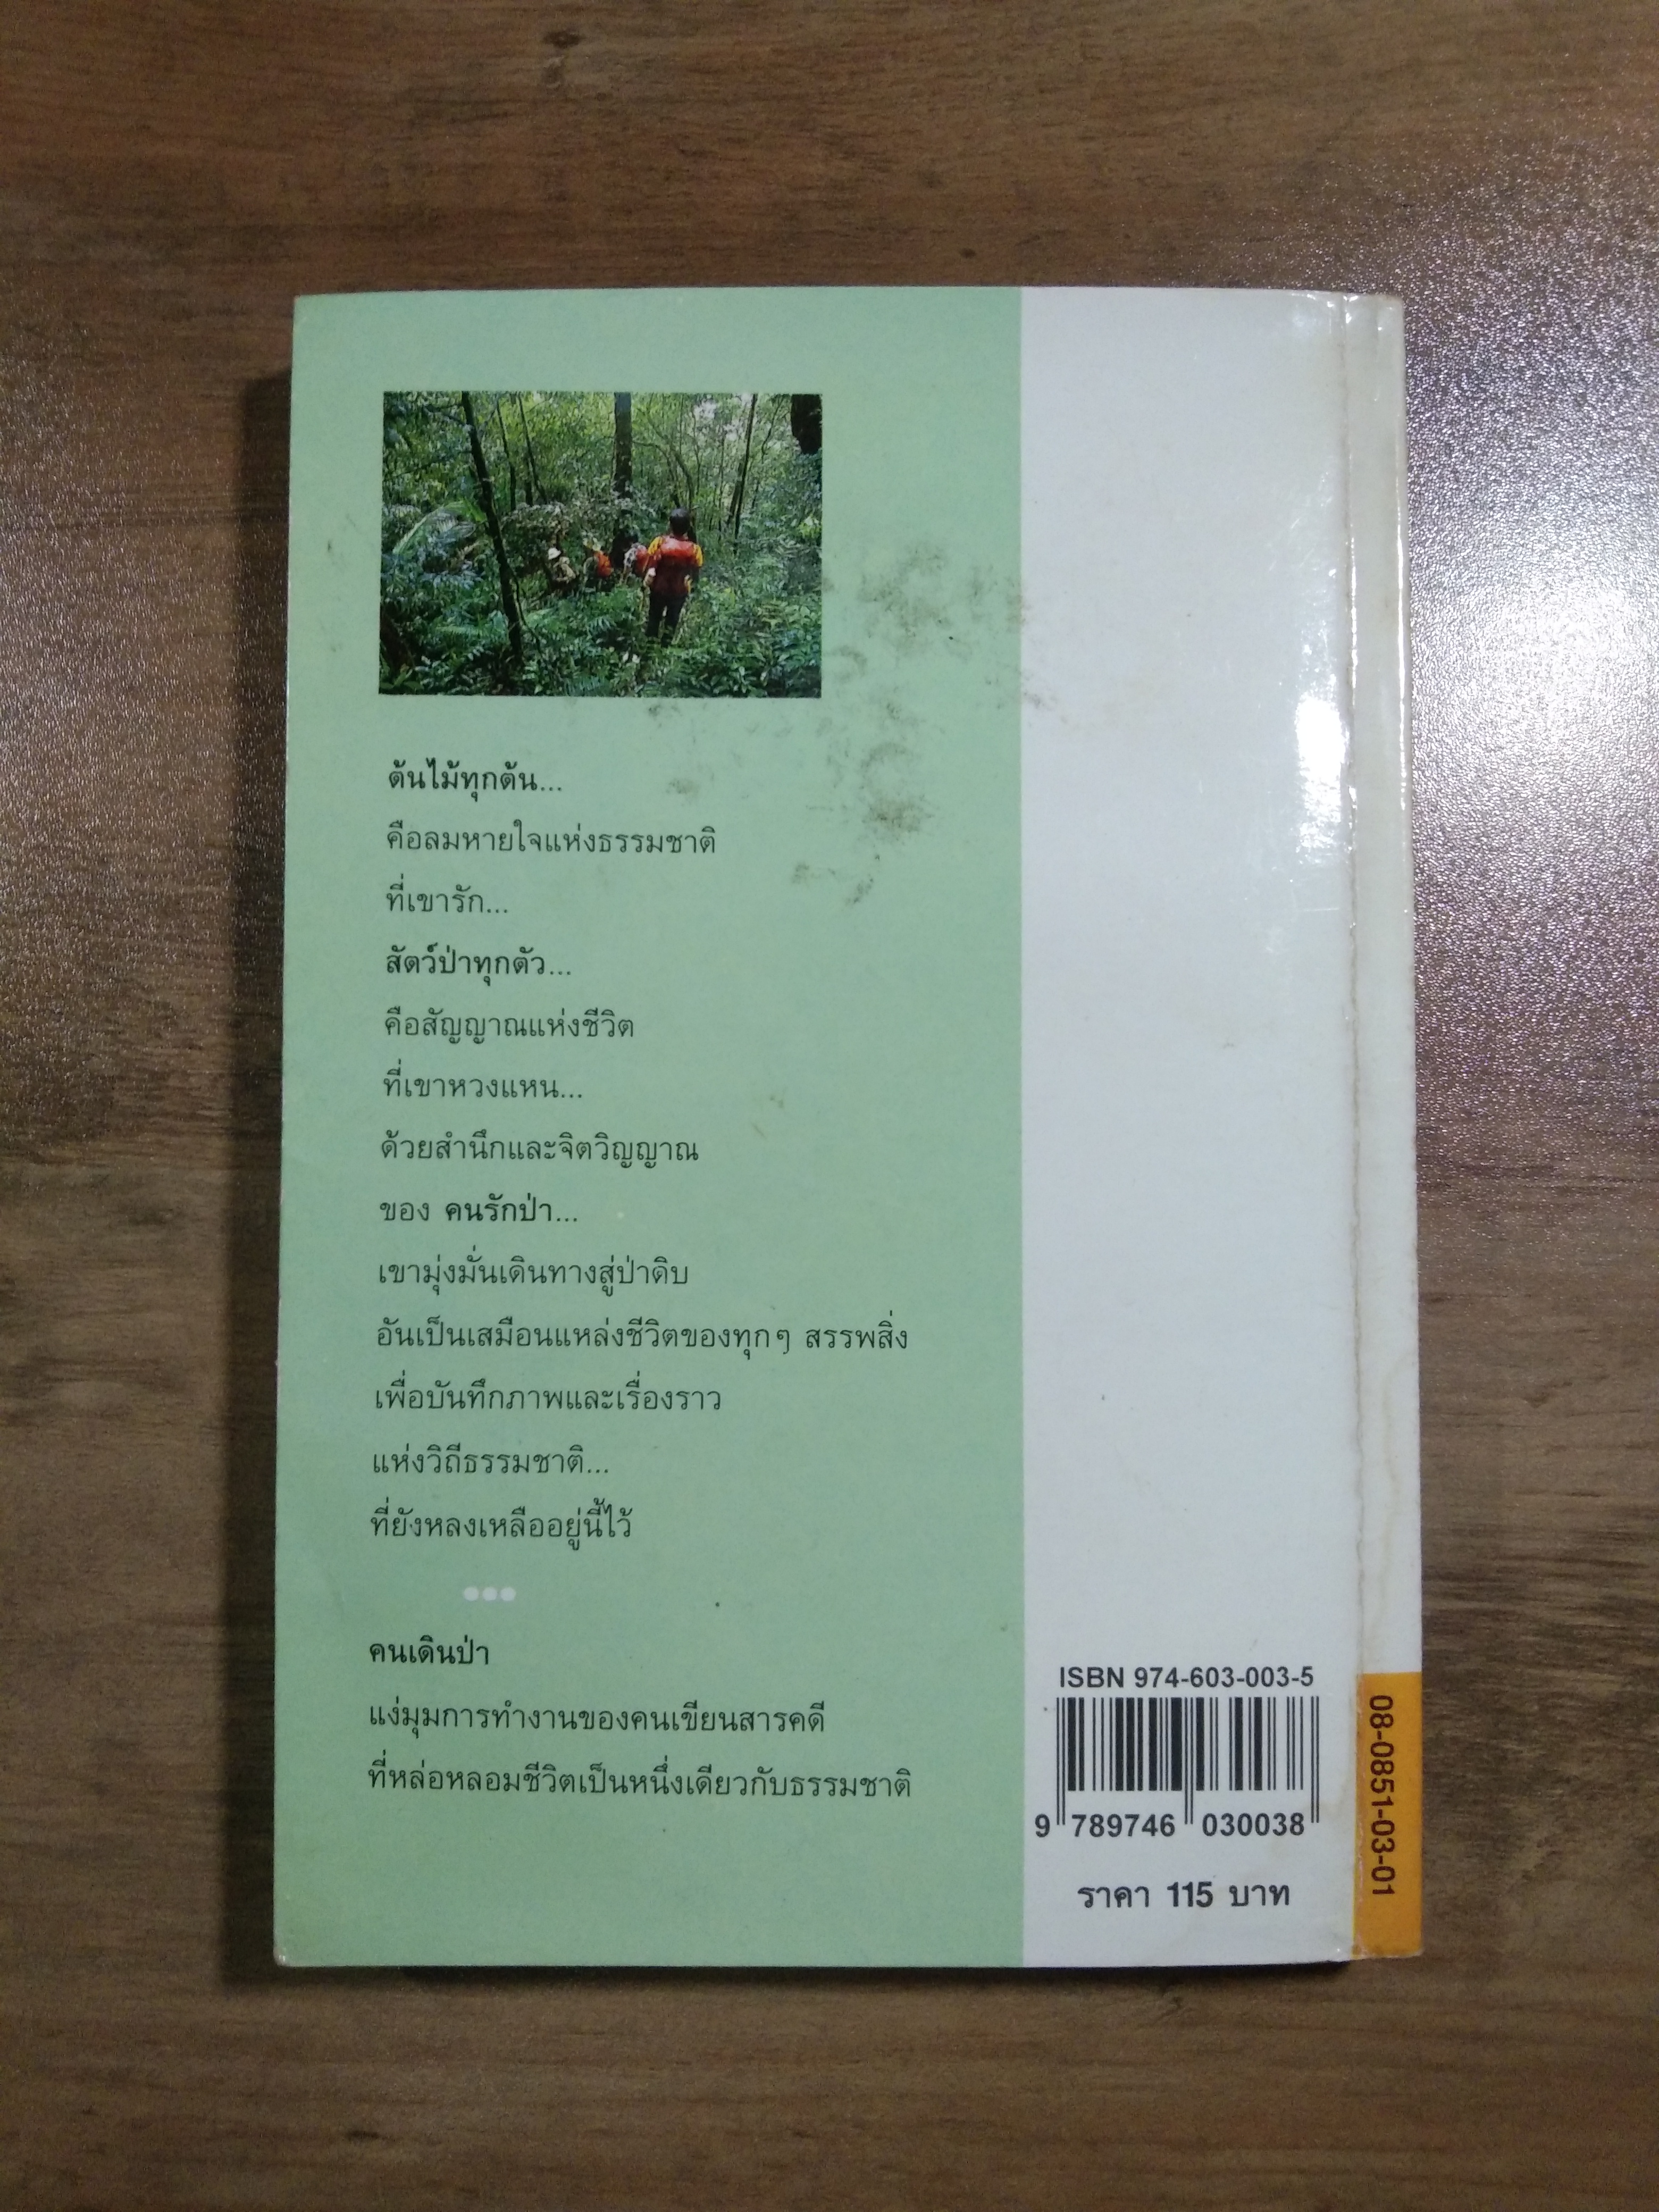 ต้นไม้ทุกต้น...
คือลมหายใจแห่งธรรมชาติ
ที่เขารัก...
สัตว์ป่าทุกตัว...
คือสัญญาณแห่งชีวิต
ที่เขาหวงแหน...
ด้วยสำนึกและจิตวิญญาณ
ของ คนรักป่า...
เขามุ่งมั่นเดินทางสู่ป่าดิบ
อันเป็นเสมือนแหล่งชีวิตของทุกๆ สรรพสิ่ง
เพื่อบันทึกภาพและเรื่องราว
แห่งวิถีธรรมชาติ...
ที่ยังหลงเหลืออยู่นี้ไว้
คนเดินป่า
แง่มุมการทำงานของคนเขียนสารคดี
ที่หล่อหลอมชีวิตเป็นหนึ่งเดียวกับธรรมชาติ
ISBN 974-603-003-5
9 789746 030038
ราคา 115 บาท
08-0851-03-01